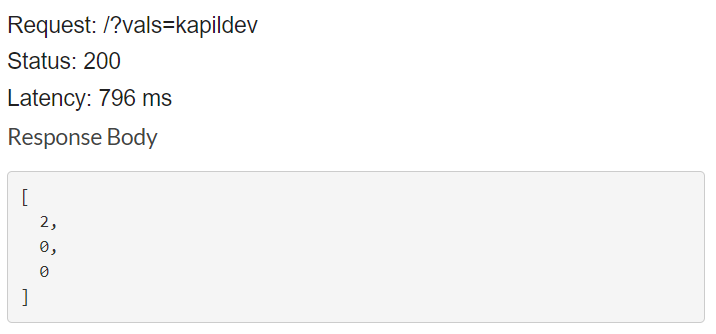 Request: /?vals=kapildev
Status: 200
Latency: 796 ms
Response Body
[
2,
0,
0
]